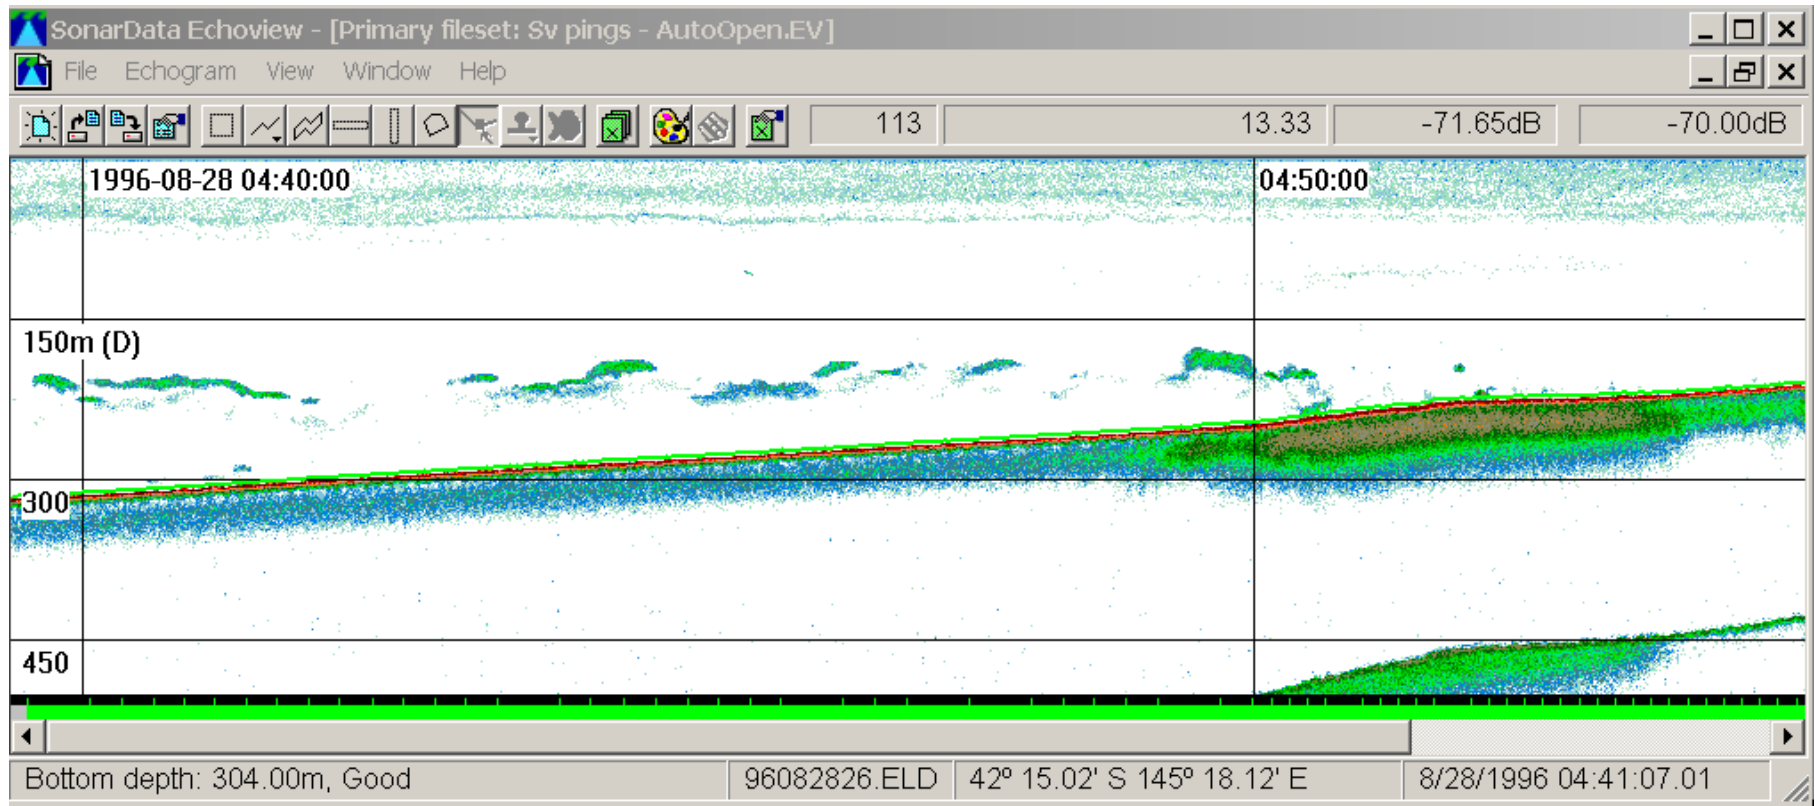 SonarData Echoview - [Primary fileset: Sv pings - AutoOpen.EV]
File Echogram View Window Help
113 13.33 -71.65dB -70.00dB
1996-08-28 04:40:00 04:50:00
150m (D)
300
450
Bottom depth: 304.00m, Good 96082826.ELD 42º 15.02' S 145º 18.12' E 8/28/1996 04:41:07.01